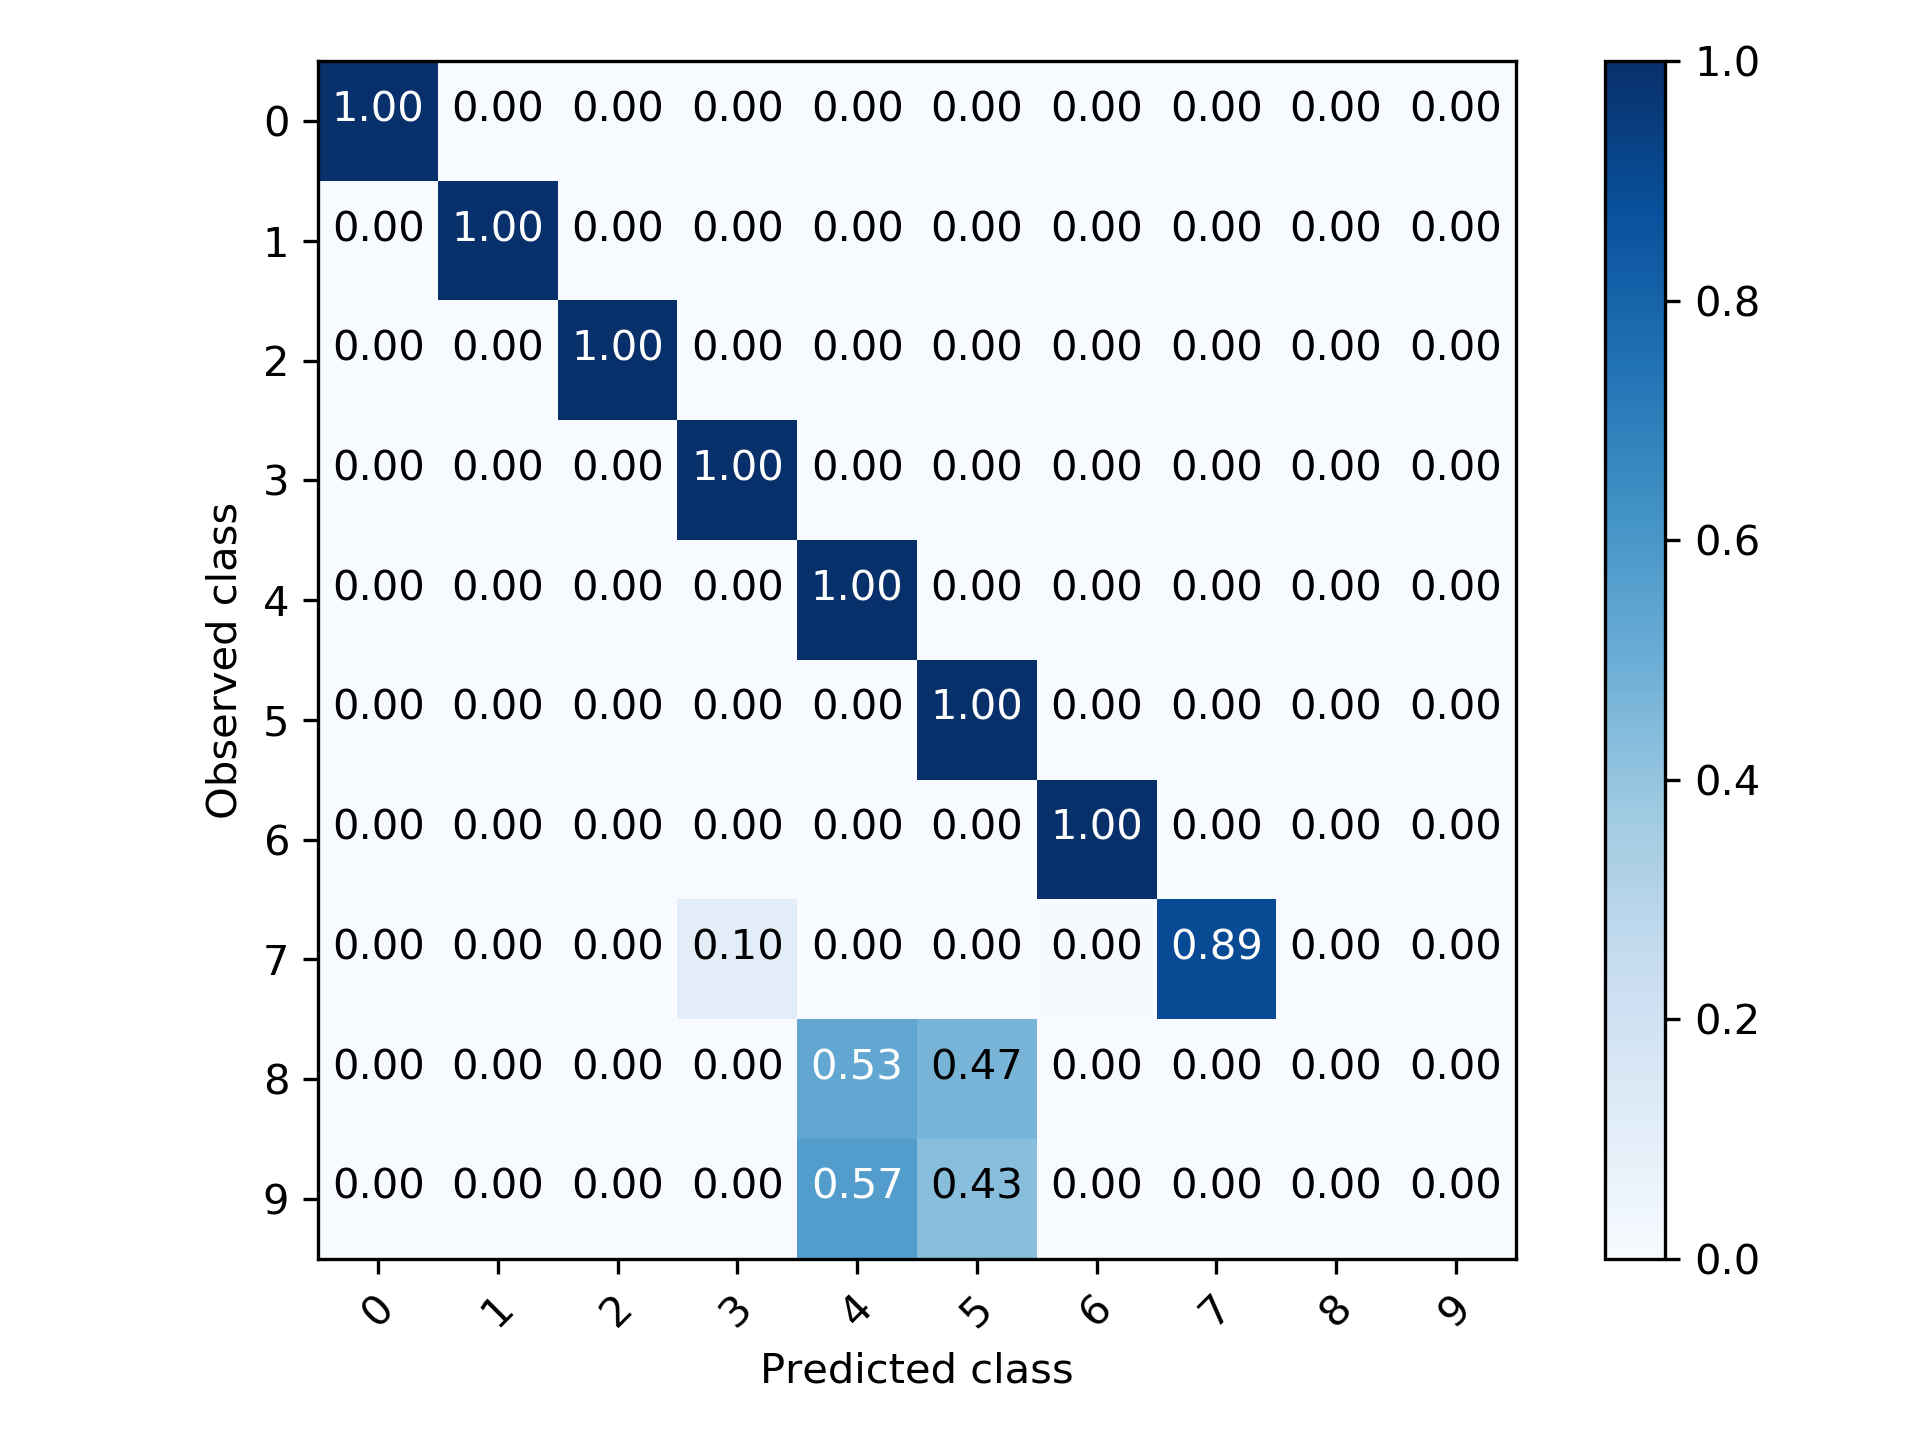 0 1.00 0.00 0.00 0.00 0.00 0.00 0.00 0.00 0.00 0.00
1 0.00 1.00 0.00 0.00 0.00 0.00 0.00 0.00 0.00 0.00
2 0.00 0.00 1.00 0.00 0.00 0.00 0.00 0.00 0.00 0.00
3 0.00 0.00 0.00 1.00 0.00 0.00 0.00 0.00 0.00 0.00
4 0.00 0.00 0.00 0.00 1.00 0.00 0.00 0.00 0.00 0.00
5 0.00 0.00 0.00 0.00 0.00 1.00 0.00 0.00 0.00 0.00
6 0.00 0.00 0.00 0.00 0.00 0.00 1.00 0.00 0.00 0.00
7 0.00 0.00 0.00 0.10 0.00 0.00 0.00 0.89 0.00 0.00
8 0.00 0.00 0.00 0.00 0.53 0.47 0.00 0.00 0.00 0.00
9 0.00 0.00 0.00 0.00 0.57 0.43 0.00 0.00 0.00 0.00
0 1 2 3 4 5 6 7 8 9
Predicted class
Observed class
1.0
0.8
0.6
0.4
0.2
0.0